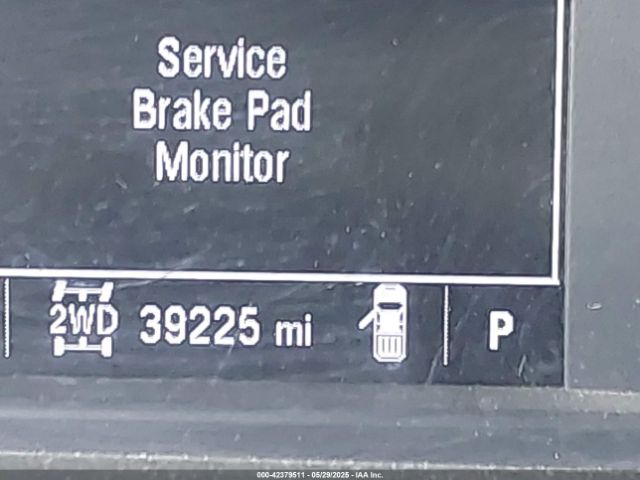 Service
Brake Pad
Monitor
2WD 39225 mi P
000-42379511 - 05/29/2025 - IAA Inc.